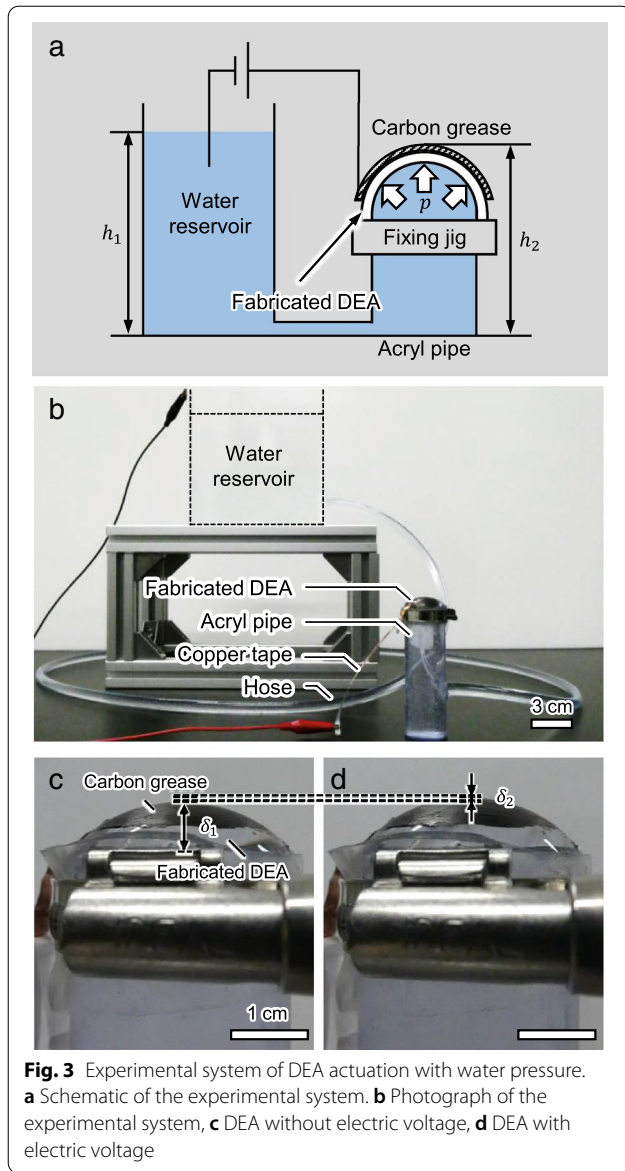 a
Carbon grease
Water
reservoir
h₁
p
h₂
Fixing jig
Fabricated DEA
Acryl pipe
b
Water
reservoir
Fabricated DEA
Acryl pipe
Copper tape
Hose
3 cm
c
d
Carbon grease
δ₁
δ₂
Fabricated DEA
1 cm
Fig. 3 Experimental system of DEA actuation with water pressure.
a Schematic of the experimental system. b Photograph of the
experimental system, c DEA without electric voltage, d DEA with
electric voltage